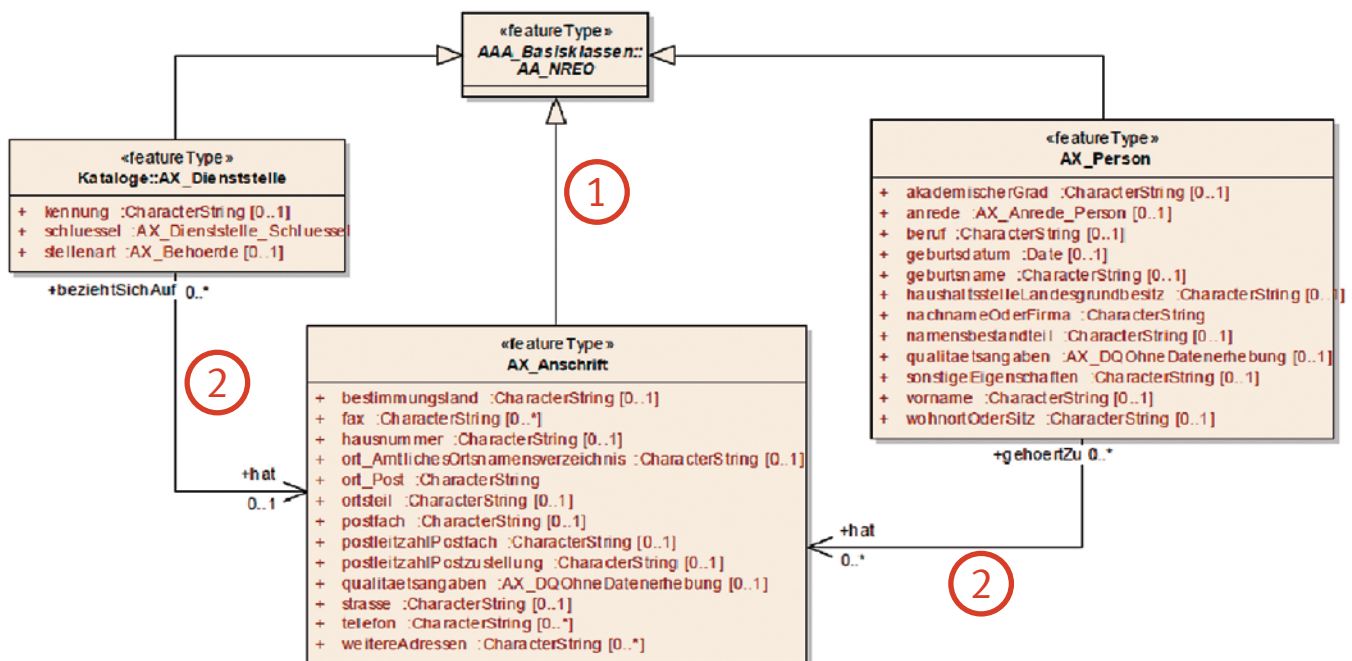 «featureType»
AAA_Basisklassen::
AA_NREO
«featureType»
Kataloge::AX_Dienststelle
+ kennung :CharacterString [0..1]
+ schluessel :AX_Dienststelle_Schluessel
+ stellenart :AX_Behoerde [0..1]
+beziehtSichAuf 0..*
1
«featureType»
AX_Person
+ akademischerGrad :CharacterString [0..1]
+ anrede :AX_Anrede_Person [0..1]
+ beruf :CharacterString [0..1]
+ geburtsdatum :Date [0..1]
+ geburtsname :CharacterString [0..1]
+ haushaltsstelleLandesgrundbesitz :CharacterString [0..1]
+ nachnameOderFirma :CharacterString
+ namensbestandteil :CharacterString [0..1]
+ qualitaetsangaben :AX_DQOhneDatenerhebung [0..1]
+ sonstigeEigenschaften :CharacterString [0..1]
+ vorname :CharacterString [0..1]
+ wohnortOderSitz :CharacterString [0..1]
+gehoertZu 0..*
2
+hat
0..1
«featureType»
AX_Anschrift
+ bestimmungsland :CharacterString [0..1]
+ fax :CharacterString [0..*]
+ hausnummer :CharacterString [0..1]
+ ort_AmtlichesOrtsnamensverzeichnis :CharacterString [0..1]
+ ort_Post :CharacterString
+ ortsteil :CharacterString [0..1]
+ postfach :CharacterString [0..1]
+ postleitzahlPostfach :CharacterString [0..1]
+ postleitzahlPostzustellung :CharacterString [0..1]
+ qualitaetsangaben :AX_DQOhneDatenerhebung [0..1]
+ strasse :CharacterString [0..1]
+ telefon :CharacterString [0..*]
+ weitereAdressen :CharacterString [0..*]
+hat
0..*
2